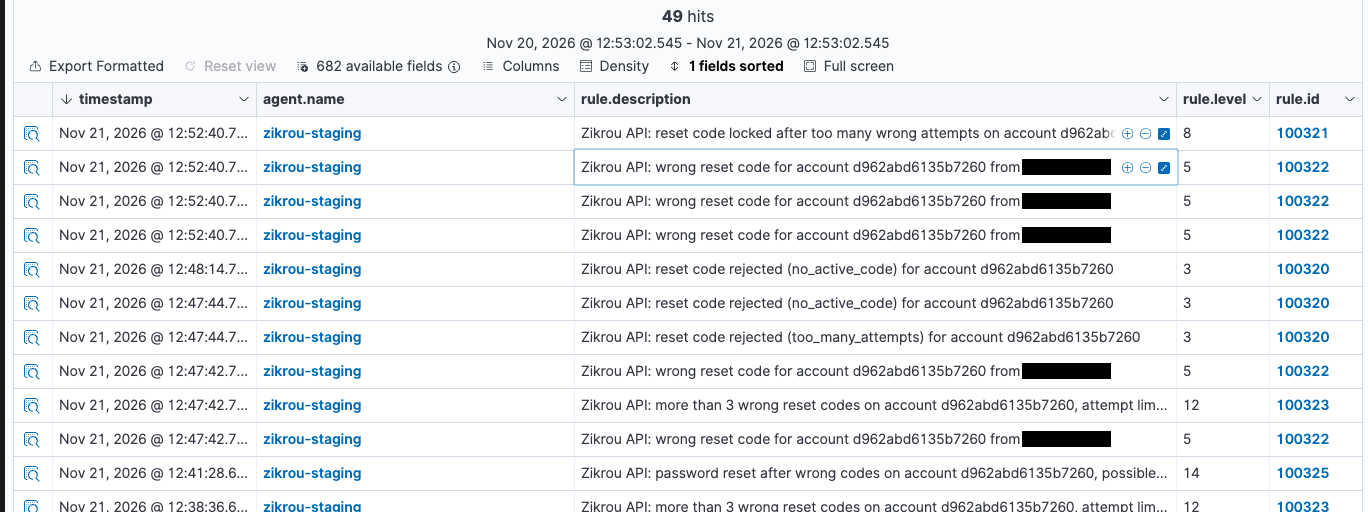 49 hits
Nov 20, 2026 @ 12:53:02.545 - Nov 21, 2026 @ 12:53:02.545
Export Formatted Reset view 682 available fields Columns Density 1 fields sorted Full screen
timestamp agent.name rule.description rule.level rule.id
Nov 21, 2026 @ 12:52:40.7... zikrou-staging Zikrou API: reset code locked after too many wrong attempts on account d962abc 8 100321
Nov 21, 2026 @ 12:52:40.7... zikrou-staging Zikrou API: wrong reset code for account d962abd6135b7260 from 5 100322
Nov 21, 2026 @ 12:52:40.7... zikrou-staging Zikrou API: wrong reset code for account d962abd6135b7260 from 5 100322
Nov 21, 2026 @ 12:52:40.7... zikrou-staging Zikrou API: wrong reset code for account d962abd6135b7260 from 5 100322
Nov 21, 2026 @ 12:48:14.7... zikrou-staging Zikrou API: reset code rejected (no_active_code) for account d962abd6135b7260 3 100320
Nov 21, 2026 @ 12:47:44.7... zikrou-staging Zikrou API: reset code rejected (no_active_code) for account d962abd6135b7260 3 100320
Nov 21, 2026 @ 12:47:44.7... zikrou-staging Zikrou API: reset code rejected (too_many_attempts) for account d962abd6135b7260 3 100320
Nov 21, 2026 @ 12:47:42.7... zikrou-staging Zikrou API: wrong reset code for account d962abd6135b7260 from 5 100322
Nov 21, 2026 @ 12:47:42.7... zikrou-staging Zikrou API: more than 3 wrong reset codes on account d962abd6135b7260, attempt lim... 12 100323
Nov 21, 2026 @ 12:47:42.7... zikrou-staging Zikrou API: wrong reset code for account d962abd6135b7260 from 5 100322
Nov 21, 2026 @ 12:41:28.6... zikrou-staging Zikrou API: password reset after wrong codes on account d962abd6135b7260, possible... 14 100325
Nov 21, 2026 @ 12:38:36.6... zikrou-staging Zikrou API: more than 3 wrong reset codes on account d962abd6135b7260, attempt lim... 12 100323